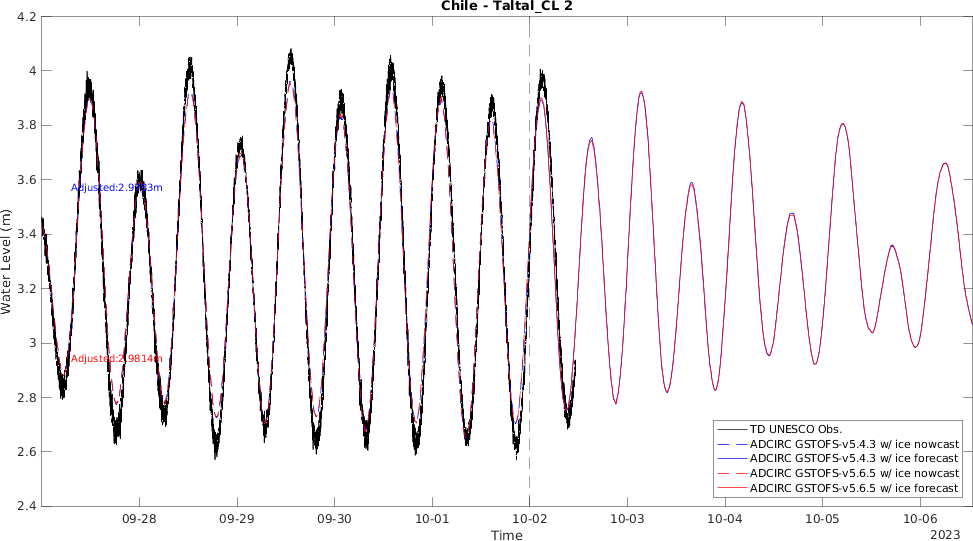 Chile - Taltal_CL 2
4.2
4
3.8
3.6
3.4
3.2
3
2.8
2.6
2.4
Water Level (m)
Adjusted:2.9783m
Adjusted:2.9814m
TD UNESCO Obs.
ADCIRC GSTOFS-v5.4.3 w/ ice nowcast
ADCIRC GSTOFS-v5.4.3 w/ ice forecast
ADCIRC GSTOFS-v5.6.5 w/ ice nowcast
ADCIRC GSTOFS-v5.6.5 w/ ice forecast
09-28
09-29
09-30
10-01
10-02
10-03
10-04
10-05
10-06
Time
2023